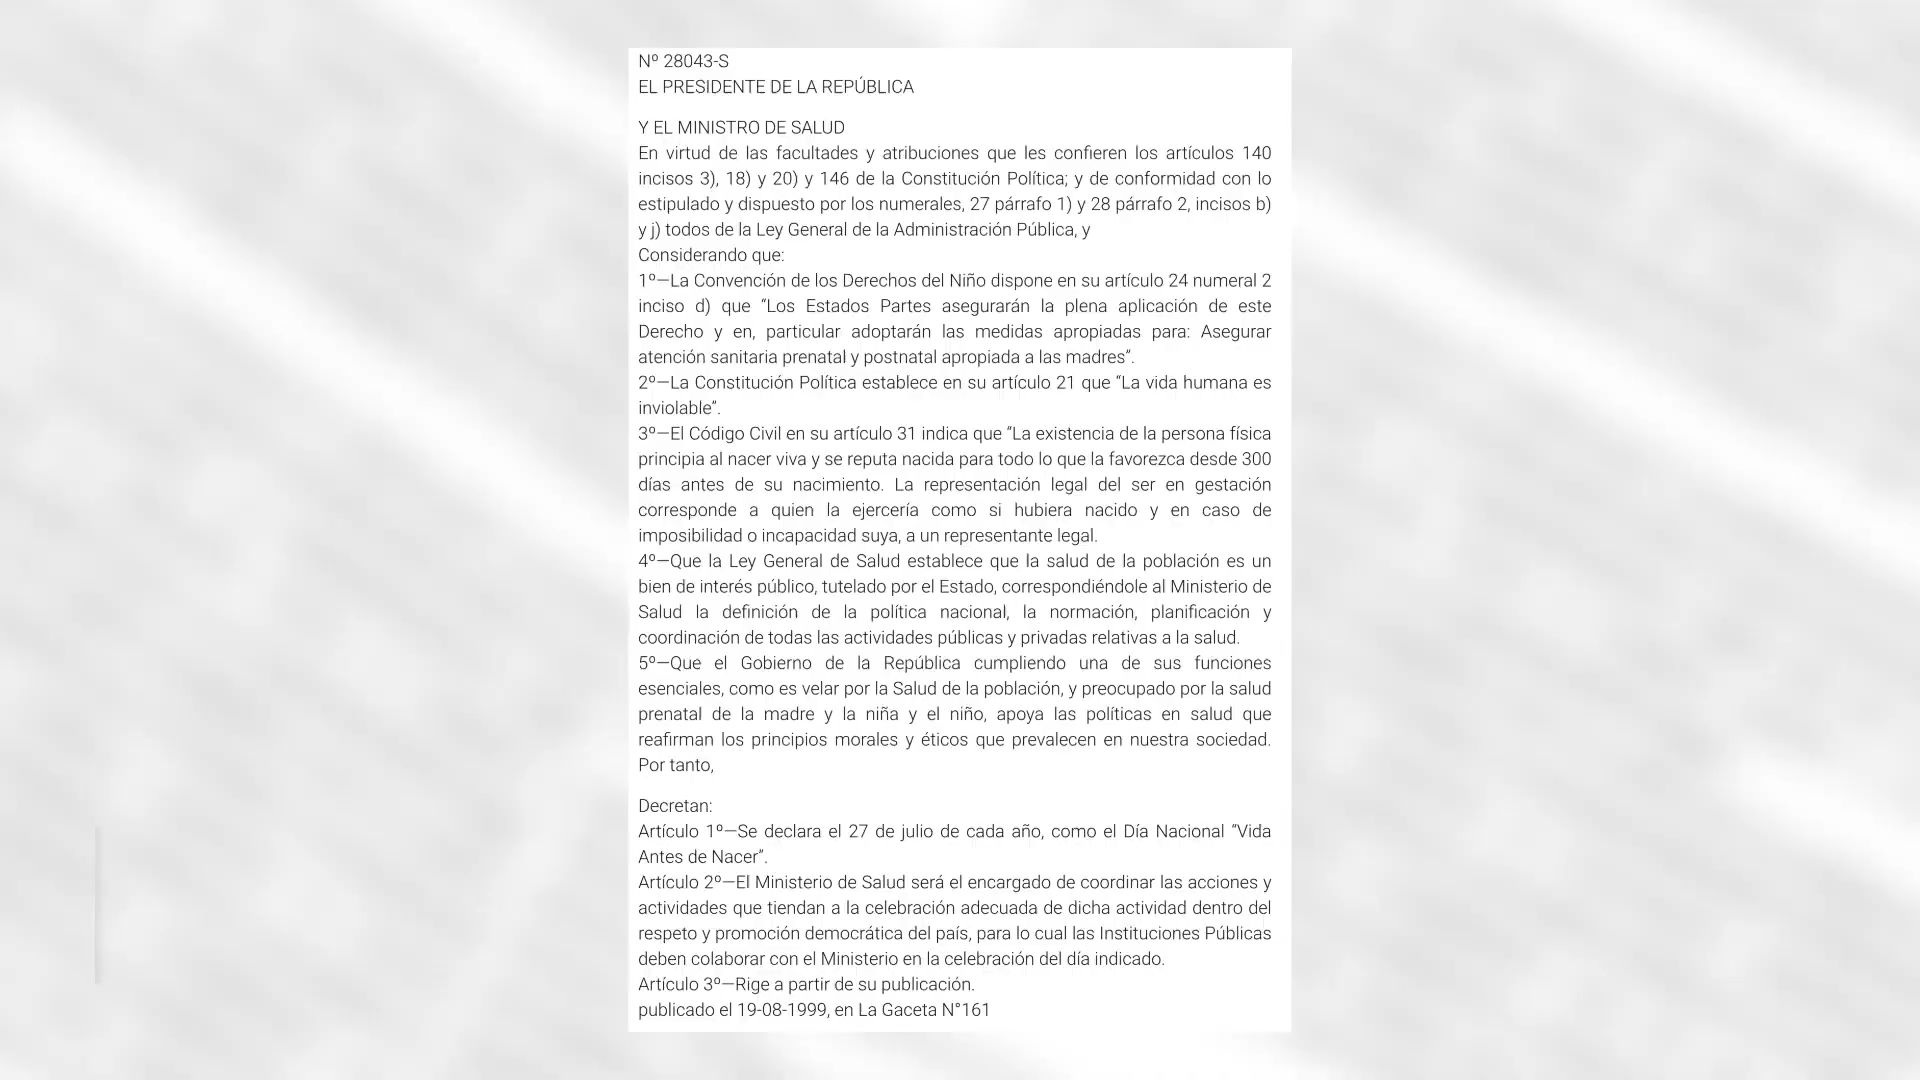 Nº 28043-S
EL PRESIDENTE DE LA REPÚBLICA
Y EL MINISTRO DE SALUD
En virtud de las facultades y atribuciones que les confieren los artículos 140
incisos 3), 18) y 20) y 146 de la Constitución Política; y de conformidad con lo
estipulado y dispuesto por los numerales, 27 párrafo 1) y 28 párrafo 2, incisos b)
y j) todos de la Ley General de la Administración Pública, y
Considerando que:
1º—La Convención de los Derechos del Niño dispone en su artículo 24 numeral 2
inciso d) que “Los Estados Partes asegurarán la plena aplicación de este
Derecho y en, particular adoptarán las medidas apropiadas para: Asegurar
atención sanitaria prenatal y postnatal apropiada a las madres”.
2º—La Constitución Política establece en su artículo 21 que “La vida humana es
inviolable”.
3º—El Código Civil en su artículo 31 indica que “La existencia de la persona física
principia al nacer viva y se reputa nacida para todo lo que la favorezca desde 300
días antes de su nacimiento. La representación legal del ser en gestación
corresponde a quien la ejercería como si hubiera nacido y en caso de
imposibilidad o incapacidad suya, a un representante legal.
4º—Que la Ley General de Salud establece que la salud de la población es un
bien de interés público, tutelado por el Estado, correspondiéndole al Ministerio de
Salud la definición de la política nacional, la normación, planificación y
coordinación de todas las actividades públicas y privadas relativas a la salud.
5º—Que el Gobierno de la República cumpliendo una de sus funciones
esenciales, como es velar por la Salud de la población, y preocupado por la salud
prenatal de la madre y la niña y el niño, apoya las políticas en salud que
reafirman los principios morales y éticos que prevalecen en nuestra sociedad.
Por tanto,
Decretan:
Artículo 1º—Se declara el 27 de julio de cada año, como el Día Nacional “Vida
Antes de Nacer”.
Artículo 2º—El Ministerio de Salud será el encargado de coordinar las acciones y
actividades que tiendan a la celebración adecuada de dicha actividad dentro del
respeto y promoción democrática del país, para lo cual las Instituciones Públicas
deben colaborar con el Ministerio en la celebración del día indicado.
Artículo 3º—Rige a partir de su publicación.
publicado el 19-08-1999, en La Gaceta N°161